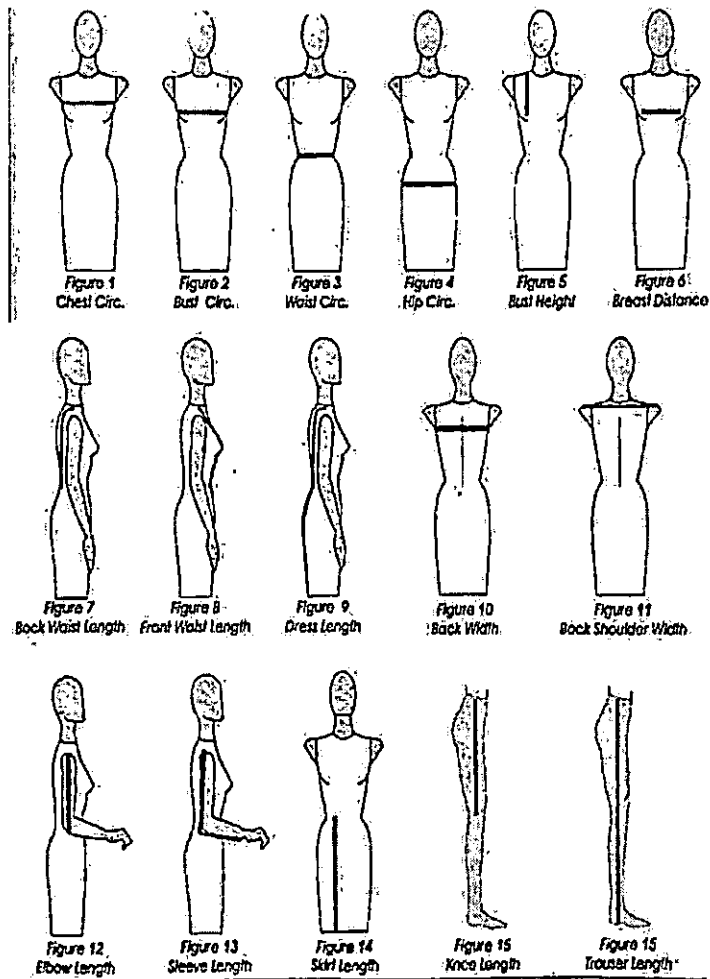 Figure 1
Chest Circ.
Figure 2
Bust Circ.
Figure 3
Waist Circ.
Figure 4
Hip Circ.
Figure 5
Bust Height
Figure 6
Breast Distance
Figure 7
Back Waist Length
Figure 8
Front Waist Length
Figure 9
Dress Length
Figure 10
Back Width
Figure 11
Back Shoulder Width
Figure 12
Elbow Length
Figure 13
Sleeve Length
Figure 14
Skirt Length
Figure 15
Knee Length
Figure 15
Trouser Length